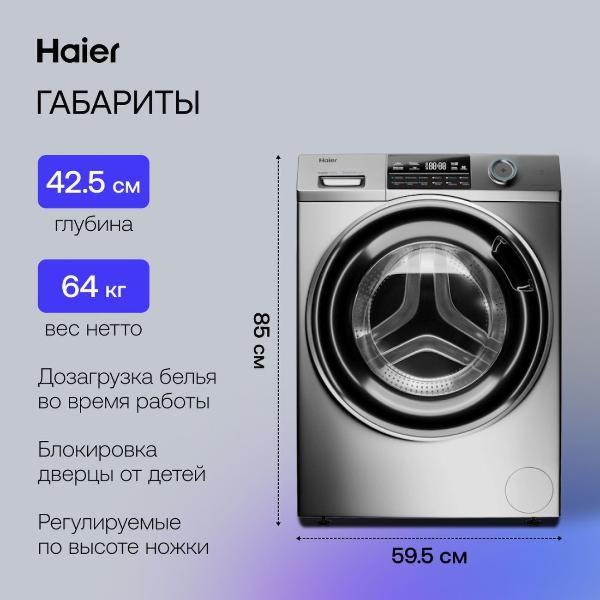 Haier
ГАБАРИТЫ
42.5 см
глубина
64 кг
вес нетто
Дозагрузка белья
во время работы
Блокировка
дверцы от детей
Регулируемые
по высоте ножки
Haier
85 см
59.5 см